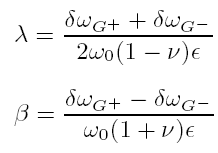 λ = (δω_{G^+} + δω_{G^-}) / (2ω_0(1 − ν)ϵ)
β = (δω_{G^+} − δω_{G^-}) / (ω_0(1 + ν)ϵ)